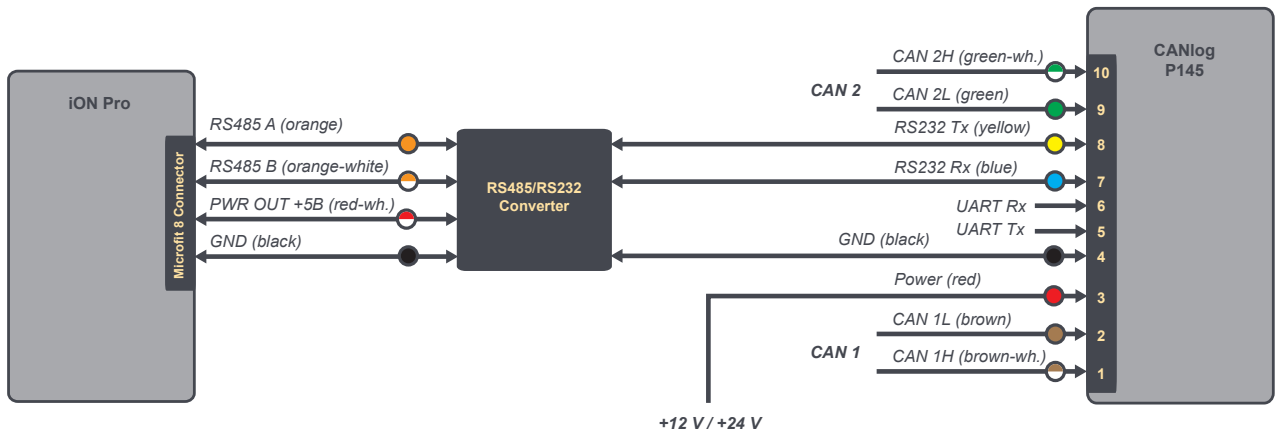 iON Pro
Microfit 8 Connector
RS485 A (orange)
RS485 B (orange-white)
PWR OUT +5B (red-wh.)
GND (black)
RS485/RS232
Converter
CAN 2
CAN 2H (green-wh.)
CAN 2L (green)
RS232 Tx (yellow)
RS232 Rx (blue)
UART Rx
UART Tx
GND (black)
Power (red)
CAN 1
CAN 1L (brown)
CAN 1H (brown-wh.)
+12 V / +24 V
10
9
8
7
6
5
4
3
2
1
CANlog
P145